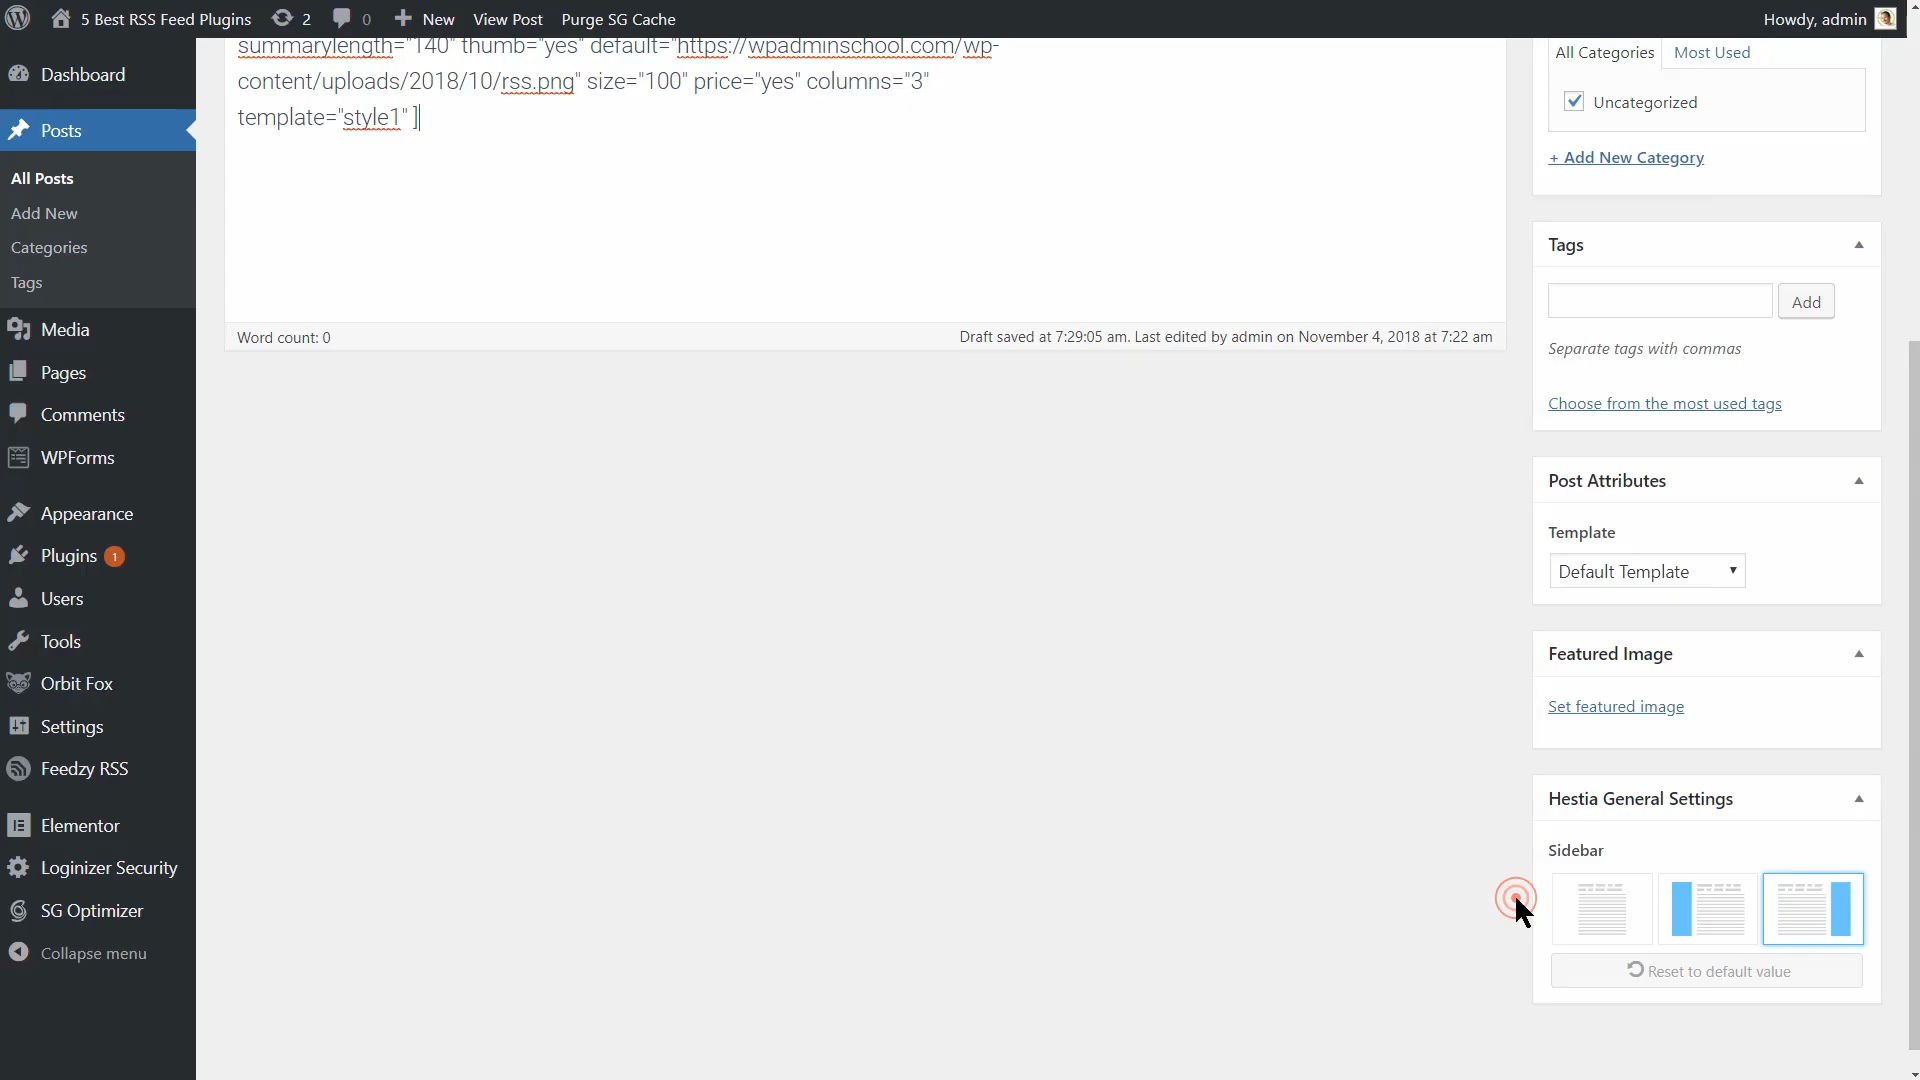 5 Best RSS Feed Plugins 2 0 New View Post Purge SG Cache Howdy, admin
Dashboard
Posts
All Posts
Add New
Categories
Tags
Media
Pages
Comments
WPForms
Appearance
Plugins 1
Users
Tools
Orbit Fox
Settings
Feedzy RSS
Elementor
Loginizer Security
SG Optimizer
Collapse menu
summarylength="140" thumb="yes" default="https://wpadminschool.com/wp-
content/uploads/2018/10/rss.png" size="100" price="yes" columns="3"
template="style1" ]
Word count: 0
Draft saved at 7:29:05 am. Last edited by admin on November 4, 2018 at 7:22 am
All Categories Most Used
Uncategorized
+ Add New Category
Tags
Add
Separate tags with commas
Choose from the most used tags
Post Attributes
Template
Default Template
Featured Image
Set featured image
Hestia General Settings
Sidebar
Reset to default value